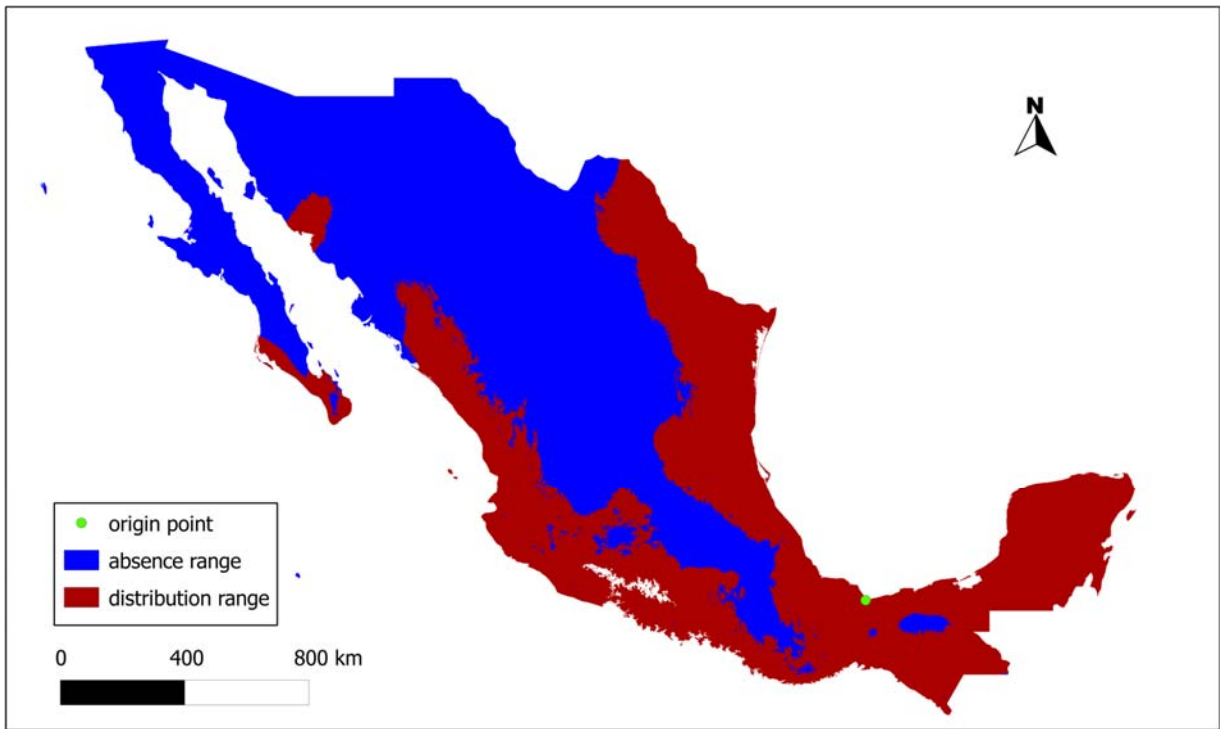 N
origin point
absence range
distribution range
0 400 800 km